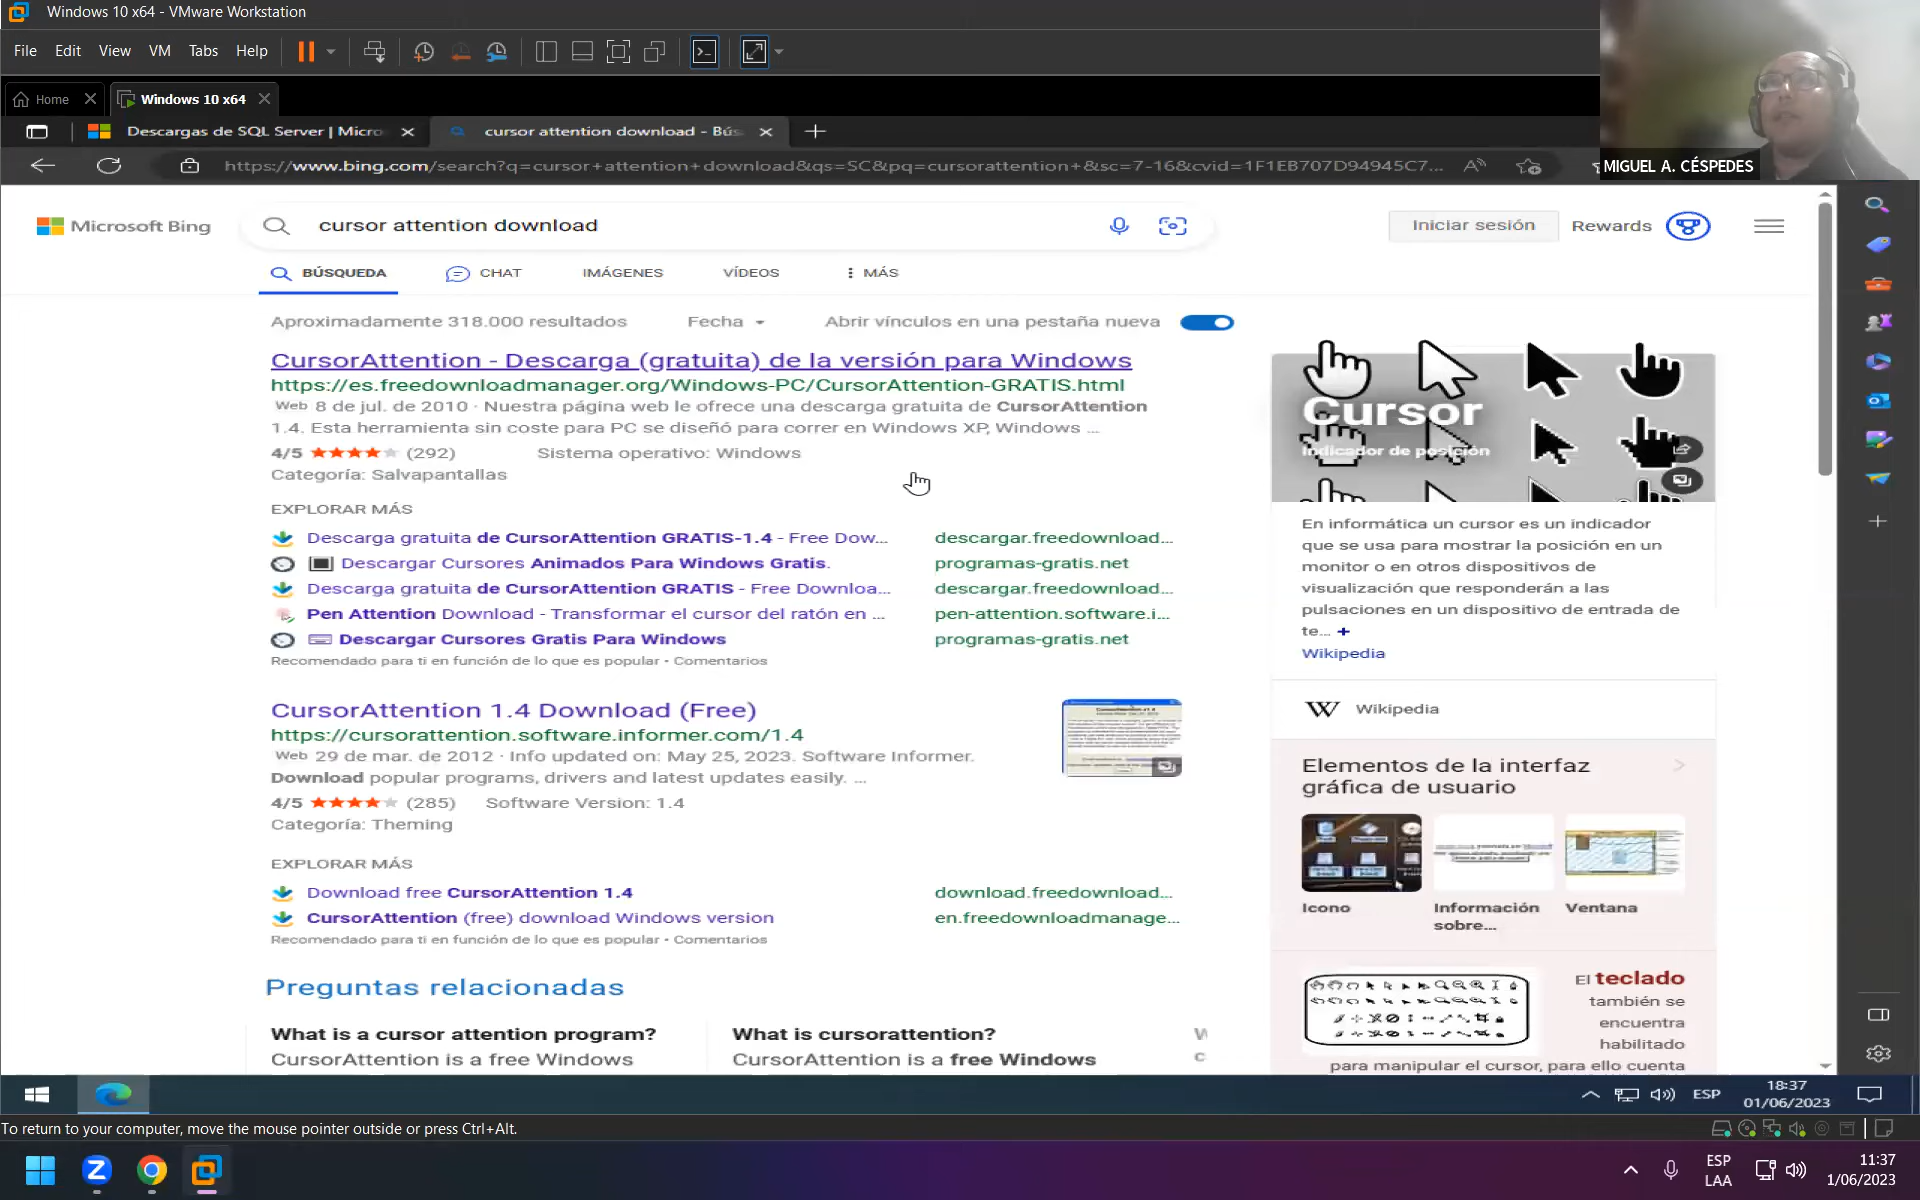 Windows 10 x64 - VMware Workstation
File Edit View VM Tabs Help
Home
Windows 10 x64
MIGUEL A. CÉSPEDES
Descargas de SQL Server | Micro
cursor attention download - Bús
https://www.bing.com/search?q=cursor+attention+download&qs=SC&pq=cursorattention+&sc=7-16&cvid=1F1EB707D94945C7...
Microsoft Bing
cursor attention download
Iniciar sesión
Rewards
BÚSQUEDA
CHAT
IMÁGENES
VÍDEOS
MÁS
Aproximadamente 318.000 resultados
Fecha
Abrir vínculos en una pestaña nueva
CursorAttention - Descarga (gratuita) de la versión para Windows
https://es.freedownloadmanager.org/Windows-PC/CursorAttention-GRATIS.html
Web 8 de jul. de 2010 · Nuestra página web le ofrece una descarga gratuita de CursorAttention
1.4. Esta herramienta sin coste para PC se diseñó para correr en Windows XP, Windows ...
4/5 (292)
Sistema operativo: Windows
Categoría: Salvapantallas
EXPLORAR MÁS
Descarga gratuita de CursorAttention GRATIS-1.4 - Free Dow...
descargar.freedownload...
Descargar Cursores Animados Para Windows Gratis.
programas-gratis.net
Descarga gratuita de CursorAttention GRATIS - Free Downloa...
descargar.freedownload...
Pen Attention Download - Transformar el cursor del ratón en ...
pen-attention.software.i...
Descargar Cursores Gratis Para Windows
programas-gratis.net
Recomendado para ti en función de lo que es popular • Comentarios
CursorAttention 1.4 Download (Free)
https://cursorattention.software.informer.com/1.4
Web 29 de mar. de 2012 · Info updated on: May 25, 2023. Software Informer.
Download popular programs, drivers and latest updates easily. ...
4/5 (285)
Software Version: 1.4
Categoría: Theming
EXPLORAR MÁS
Download free CursorAttention 1.4
download.freedownload...
CursorAttention (free) download Windows version
en.freedownloadmanage...
Recomendado para ti en función de lo que es popular • Comentarios
Preguntas relacionadas
What is a cursor attention program?
CursorAttention is a free Windows
What is cursorattention?
CursorAttention is a free Windows
Cursor
Indicador de posición
En informática un cursor es un indicador
que se usa para mostrar la posición en un
monitor o en otros dispositivos de
visualización que responderán a las
pulsaciones en un dispositivo de entrada de
te... +
Wikipedia
W Wikipedia
Elementos de la interfaz
gráfica de usuario
Icono
Información
sobre...
Ventana
El teclado
también se
encuentra
habilitado
para manipular el cursor, para ello cuenta
ESP
18:37
01/06/2023
To return to your computer, move the mouse pointer outside or press Ctrl+Alt.
ESP
LAA
11:37
1/06/2023